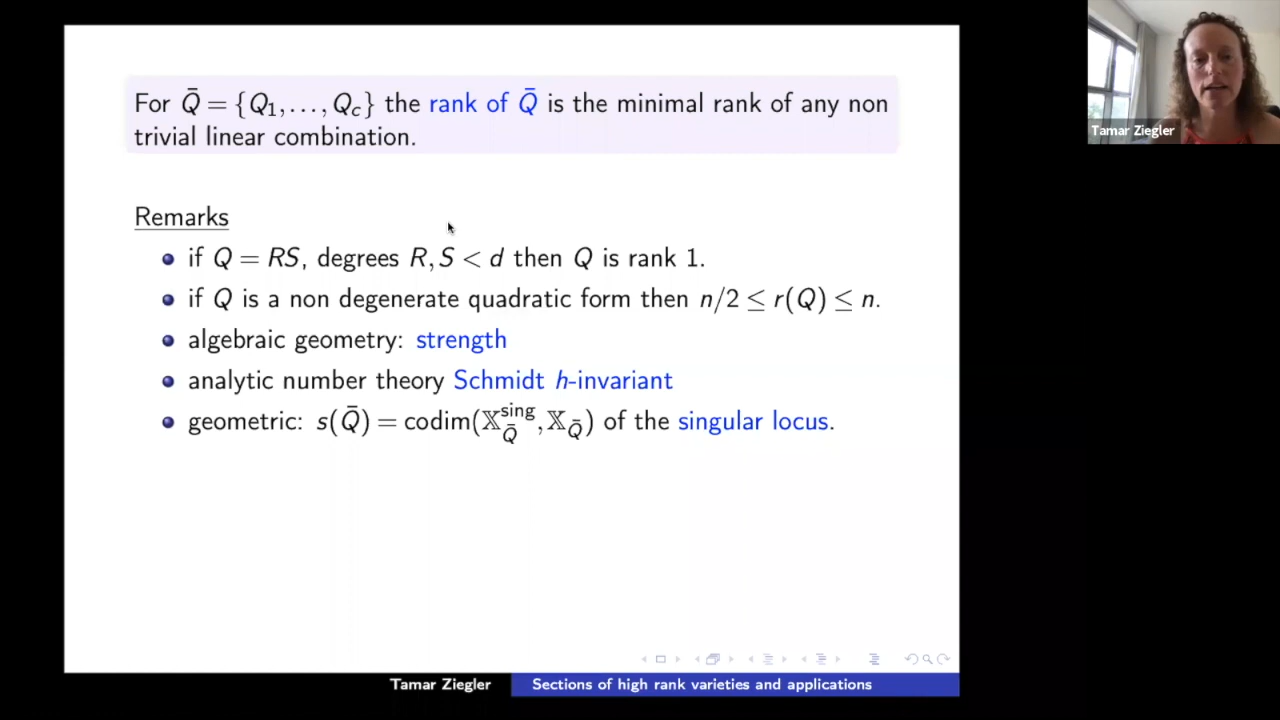 For Q̄ = {Q₁, . . . , Q_c} the rank of Q̄ is the minimal rank of any non
trivial linear combination.
Remarks
if Q = RS, degrees R, S < d then Q is rank 1.
if Q is a non degenerate quadratic form then n/2 ≤ r(Q) ≤ n.
algebraic geometry: strength
analytic number theory Schmidt h-invariant
geometric: s(Q̄) = codim(𝕏_Q̄^sing, 𝕏_Q̄) of the singular locus.
Tamar Ziegler
Sections of high rank varieties and applications
Tamar Ziegler